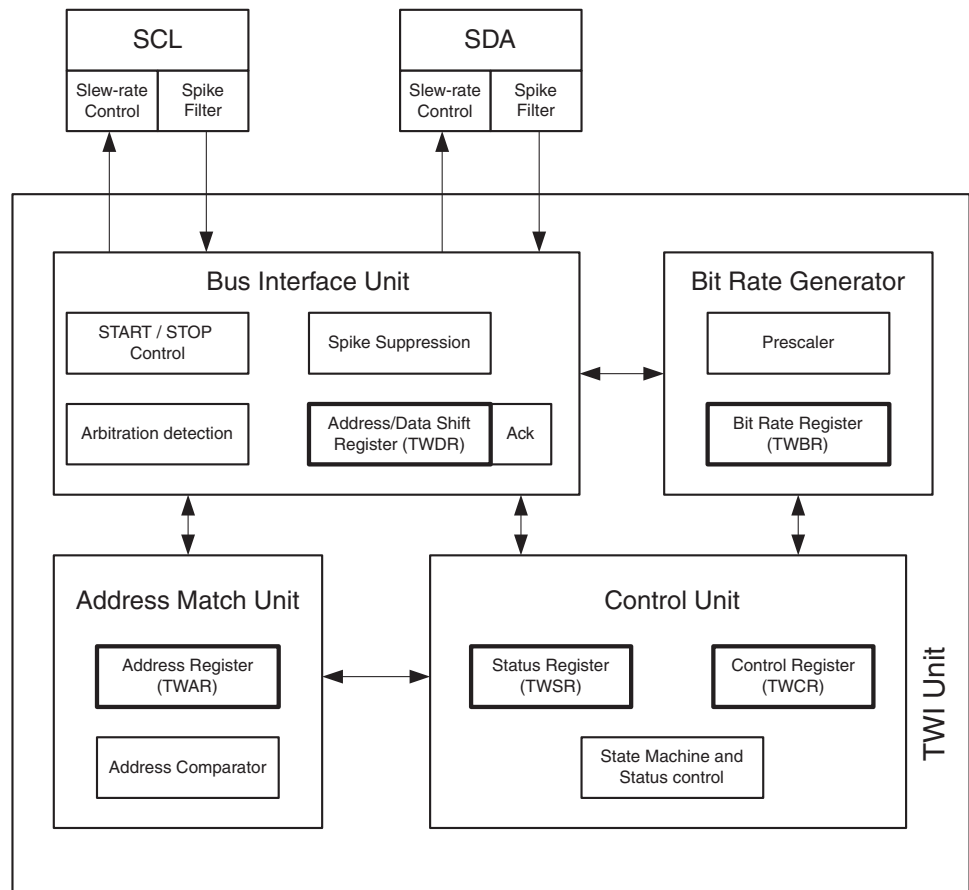 SCL
Slew-rate
Control
Spike
Filter
SDA
Slew-rate
Control
Spike
Filter
Bus Interface Unit
START / STOP
Control
Spike Suppression
Arbitration detection
Address/Data Shift
Register (TWDR)
Ack
Bit Rate Generator
Prescaler
Bit Rate Register
(TWBR)
Address Match Unit
Address Register
(TWAR)
Address Comparator
Control Unit
Status Register
(TWSR)
Control Register
(TWCR)
State Machine and
Status control
TWI Unit